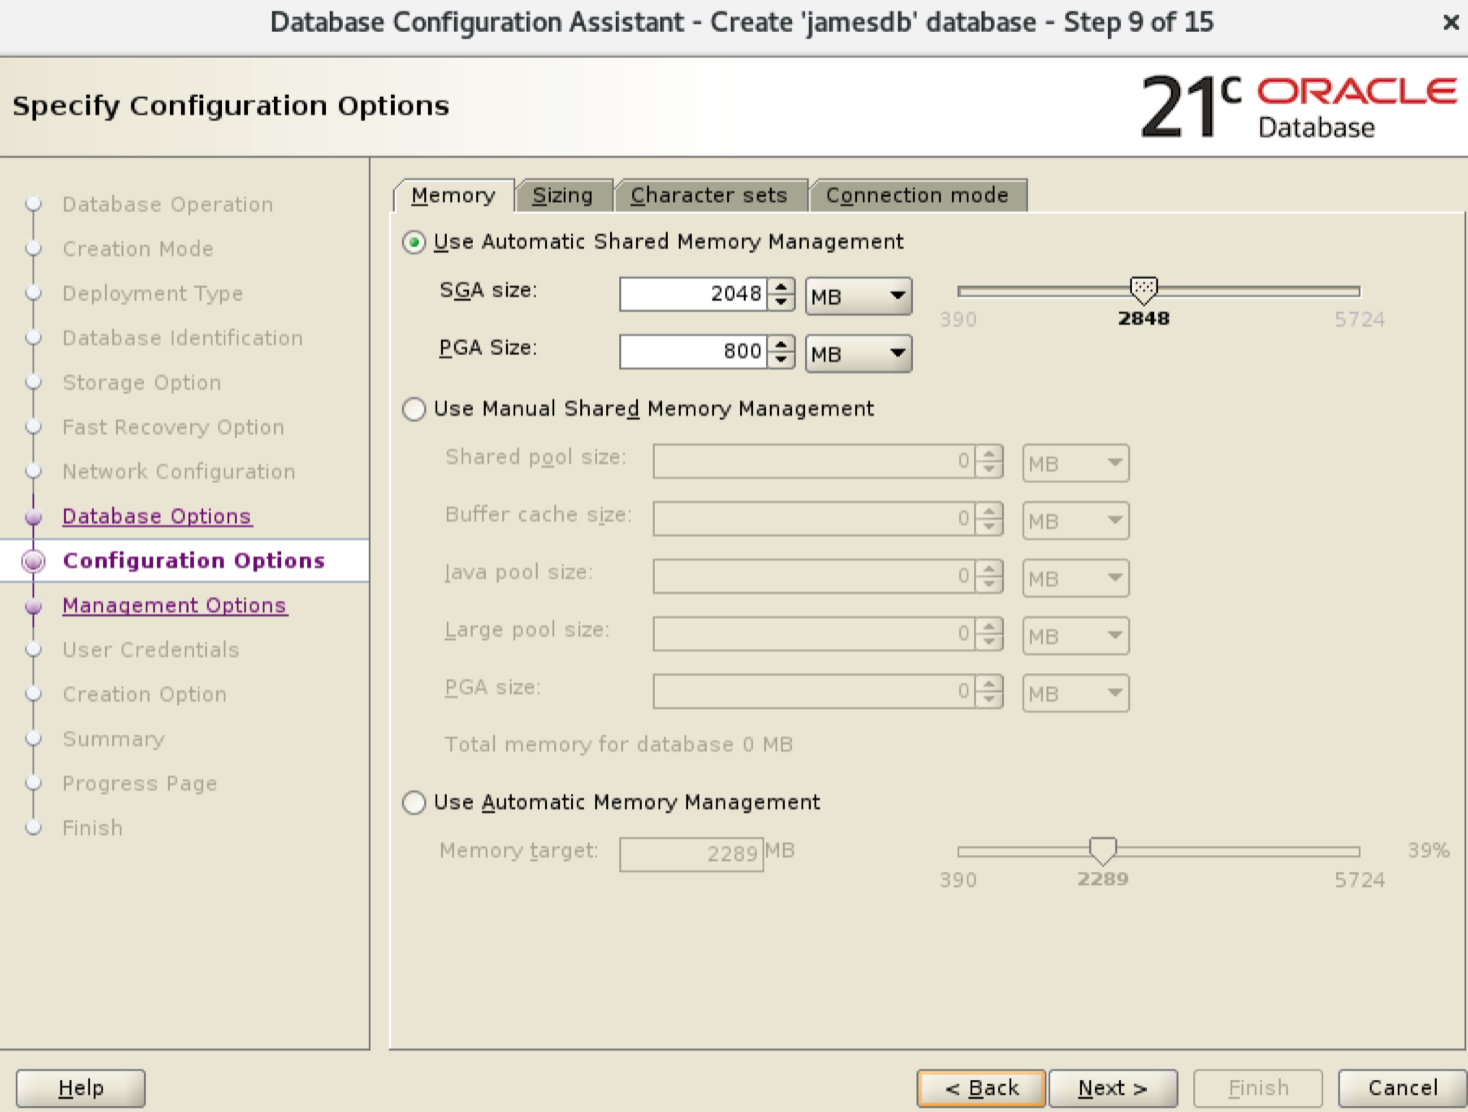 Database Configuration Assistant - Create 'jamesdb' database - Step 9 of 15
Specify Configuration Options
21c ORACLE
Database
Database Operation
Creation Mode
Deployment Type
Database Identification
Storage Option
Fast Recovery Option
Network Configuration
Database Options
Configuration Options
Management Options
User Credentials
Creation Option
Summary
Progress Page
Finish
Memory Sizing Character sets Connection mode
Use Automatic Shared Memory Management
SGA size: 2048 MB
390 2848 5724
PGA Size: 800 MB
Use Manual Shared Memory Management
Shared pool size: 0 MB
Buffer cache size: 0 MB
Java pool size: 0 MB
Large pool size: 0 MB
PGA size: 0 MB
Total memory for database 0 MB
Use Automatic Memory Management
Memory target: 2289 MB 39%
390 2289 5724
Help < Back Next > Finish Cancel